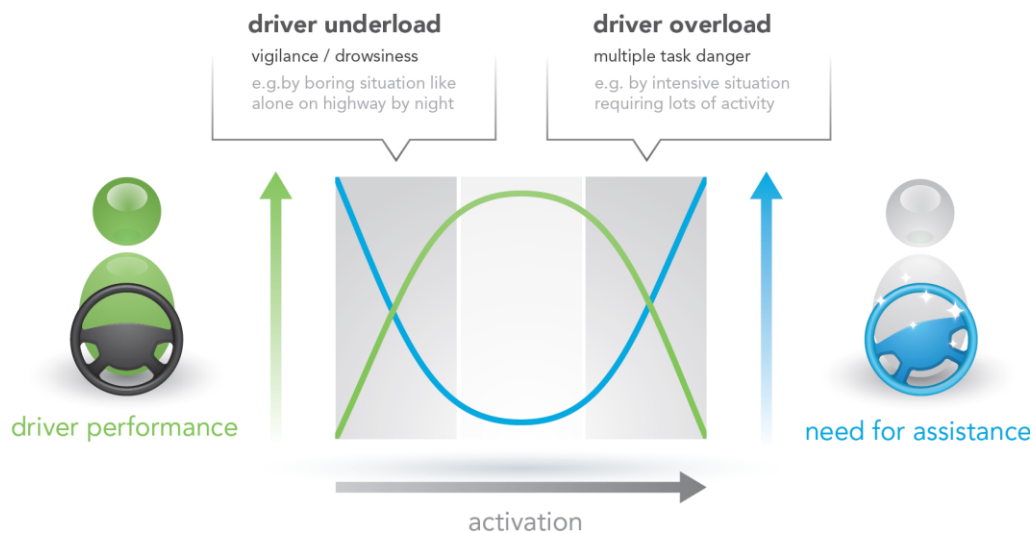 driver underload
vigilance / drowsiness
e.g.by boring situation like
alone on highway by night
driver overload
multiple task danger
e.g. by intensive situation
requiring lots of activity
driver performance
need for assistance
activation